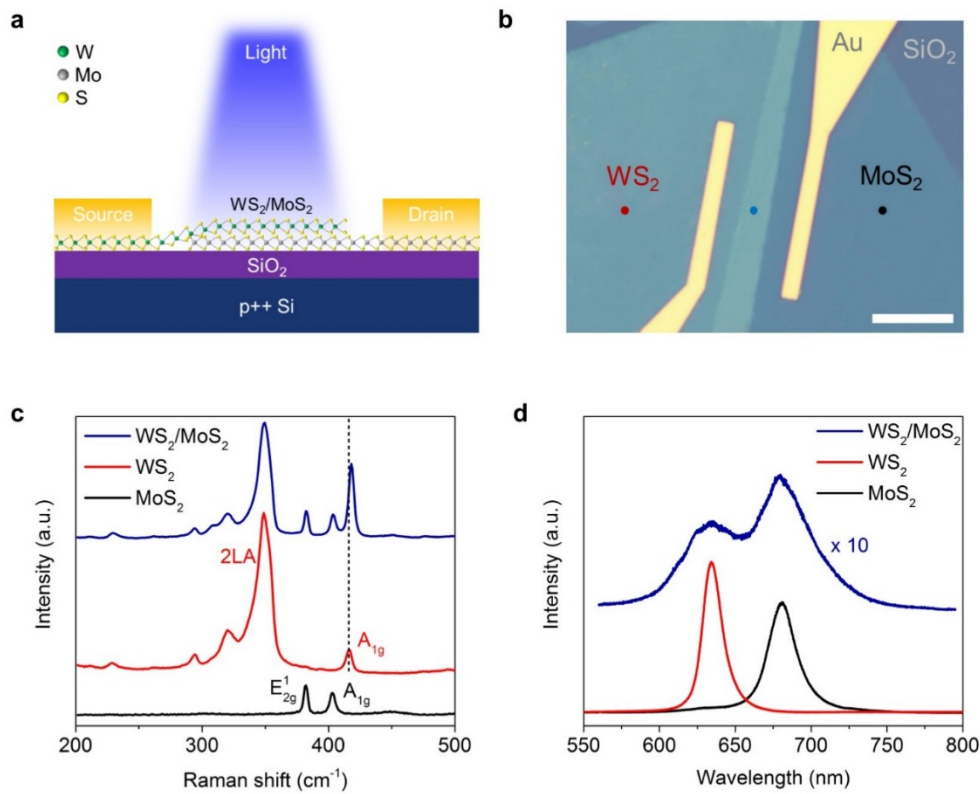 a
W
Mo
S
Light
WS₂/MoS₂
Source
Drain
SiO₂
p++ Si
b
Au
SiO₂
WS₂
MoS₂
c
WS₂/MoS₂
WS₂
MoS₂
2LA
A₁g
E¹₂g
A₁g
Intensity (a.u.)
200
300
400
500
Raman shift (cm⁻¹)
d
WS₂/MoS₂
WS₂
MoS₂
x 10
Intensity (a.u.)
550
600
650
700
750
800
Wavelength (nm)